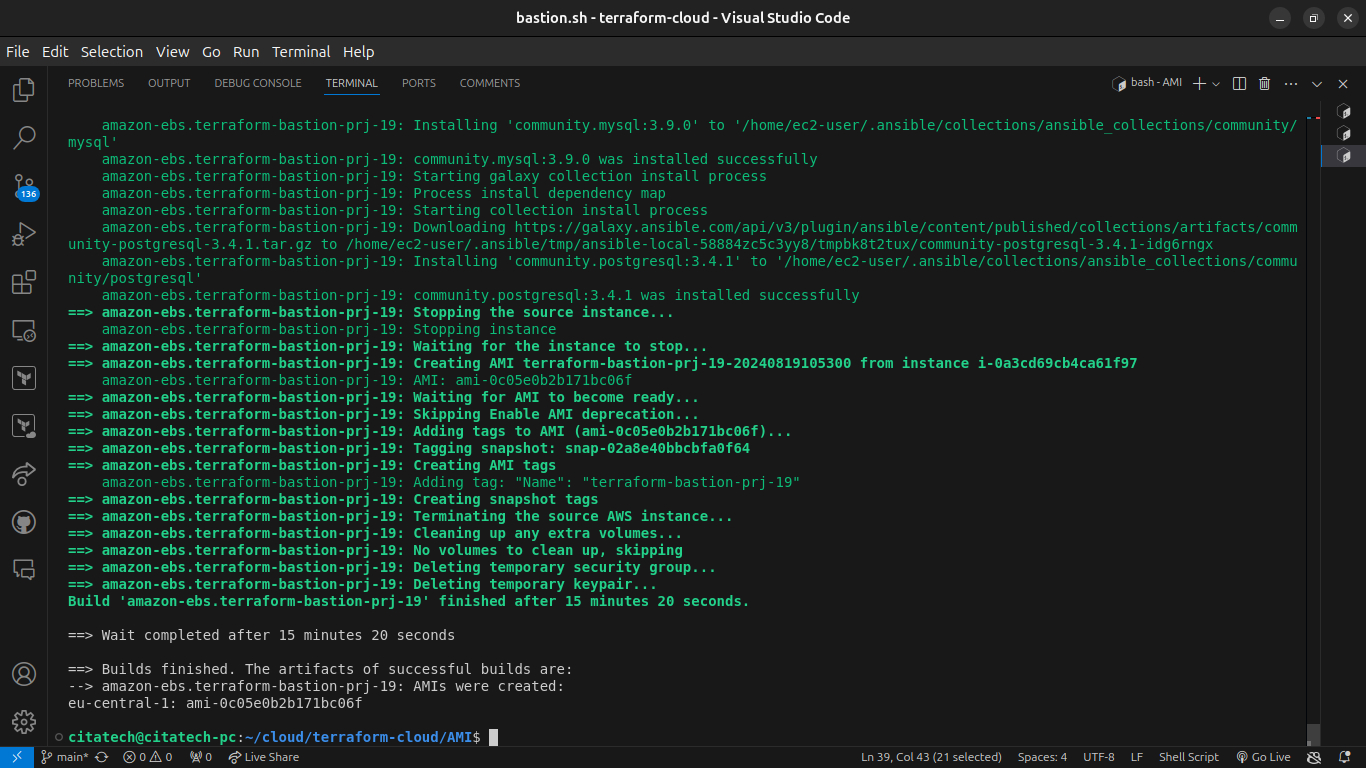 bastion.sh - terraform-cloud - Visual Studio Code
File Edit Selection View Go Run Terminal Help
PROBLEMS OUTPUT DEBUG CONSOLE TERMINAL PORTS COMMENTS bash - AMI
amazon-ebs.terraform-bastion-prj-19: Installing 'community.mysql:3.9.0' to '/home/ec2-user/.ansible/collections/ansible_collections/community/
mysql'
amazon-ebs.terraform-bastion-prj-19: community.mysql:3.9.0 was installed successfully
amazon-ebs.terraform-bastion-prj-19: Starting galaxy collection install process
amazon-ebs.terraform-bastion-prj-19: Process install dependency map
amazon-ebs.terraform-bastion-prj-19: Starting collection install process
amazon-ebs.terraform-bastion-prj-19: Downloading https://galaxy.ansible.com/api/v3/plugin/ansible/content/published/collections/artifacts/comm
unity-postgresql-3.4.1.tar.gz to /home/ec2-user/.ansible/tmp/ansible-local-58884zc5c3yy8/tmpbk8t2tux/community-postgresql-3.4.1-idg6rngx
amazon-ebs.terraform-bastion-prj-19: Installing 'community.postgresql:3.4.1' to '/home/ec2-user/.ansible/collections/ansible_collections/commu
nity/postgresql'
amazon-ebs.terraform-bastion-prj-19: community.postgresql:3.4.1 was installed successfully
==> amazon-ebs.terraform-bastion-prj-19: Stopping the source instance...
amazon-ebs.terraform-bastion-prj-19: Stopping instance
==> amazon-ebs.terraform-bastion-prj-19: Waiting for the instance to stop...
==> amazon-ebs.terraform-bastion-prj-19: Creating AMI terraform-bastion-prj-19-20240819105300 from instance i-0a3cd69cb4ca61f97
amazon-ebs.terraform-bastion-prj-19: AMI: ami-0c05e0b2b171bc06f
==> amazon-ebs.terraform-bastion-prj-19: Waiting for AMI to become ready...
==> amazon-ebs.terraform-bastion-prj-19: Skipping Enable AMI deprecation...
==> amazon-ebs.terraform-bastion-prj-19: Adding tags to AMI (ami-0c05e0b2b171bc06f)...
==> amazon-ebs.terraform-bastion-prj-19: Tagging snapshot: snap-02a8e40bbcbfa0f64
==> amazon-ebs.terraform-bastion-prj-19: Creating AMI tags
amazon-ebs.terraform-bastion-prj-19: Adding tag: "Name": "terraform-bastion-prj-19"
==> amazon-ebs.terraform-bastion-prj-19: Creating snapshot tags
==> amazon-ebs.terraform-bastion-prj-19: Terminating the source AWS instance...
==> amazon-ebs.terraform-bastion-prj-19: Cleaning up any extra volumes...
==> amazon-ebs.terraform-bastion-prj-19: No volumes to clean up, skipping
==> amazon-ebs.terraform-bastion-prj-19: Deleting temporary security group...
==> amazon-ebs.terraform-bastion-prj-19: Deleting temporary keypair...
Build 'amazon-ebs.terraform-bastion-prj-19' finished after 15 minutes 20 seconds.
==> Wait completed after 15 minutes 20 seconds
==> Builds finished. The artifacts of successful builds are:
--> amazon-ebs.terraform-bastion-prj-19: AMIs were created:
eu-central-1: ami-0c05e0b2b171bc06f
citatech@citatech-pc:~/cloud/terraform-cloud/AMI$
136
main* 0 0 0 Live Share Ln 39, Col 43 (21 selected) Spaces: 4 UTF-8 LF Shell Script Go Live